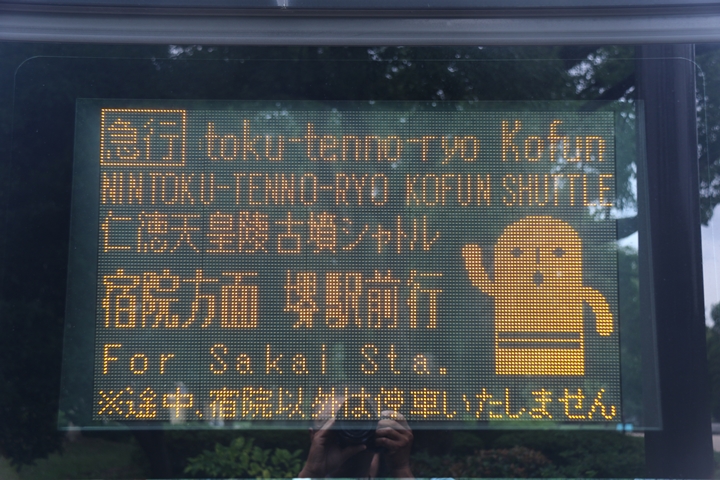 急行 toku-tenno-ryo Kofun
NINTOKU-TENNO-RYO KOFUN SHUTTLE
仁徳天皇陵古墳シャトル
宿院方面 堺駅前行
For Sakai Sta.
※途中､宿院以外は停車いたしません